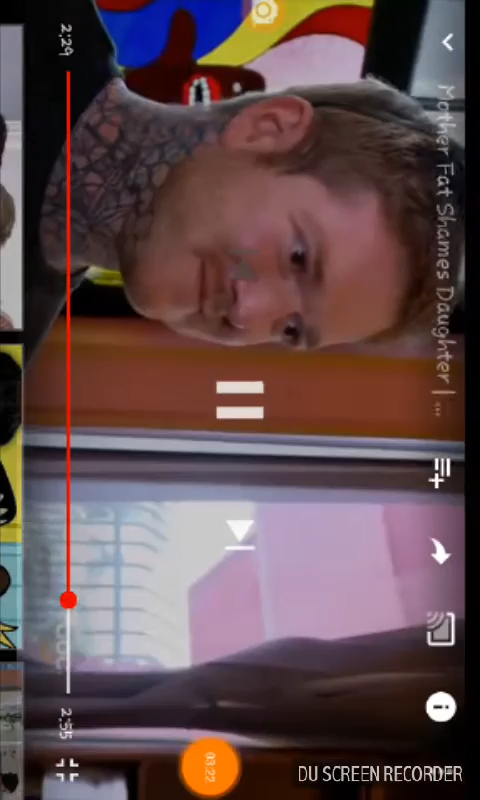 Mother Fat Shames Daughter | ...
2:29
2:55
03:22
DU SCREEN RECORDER